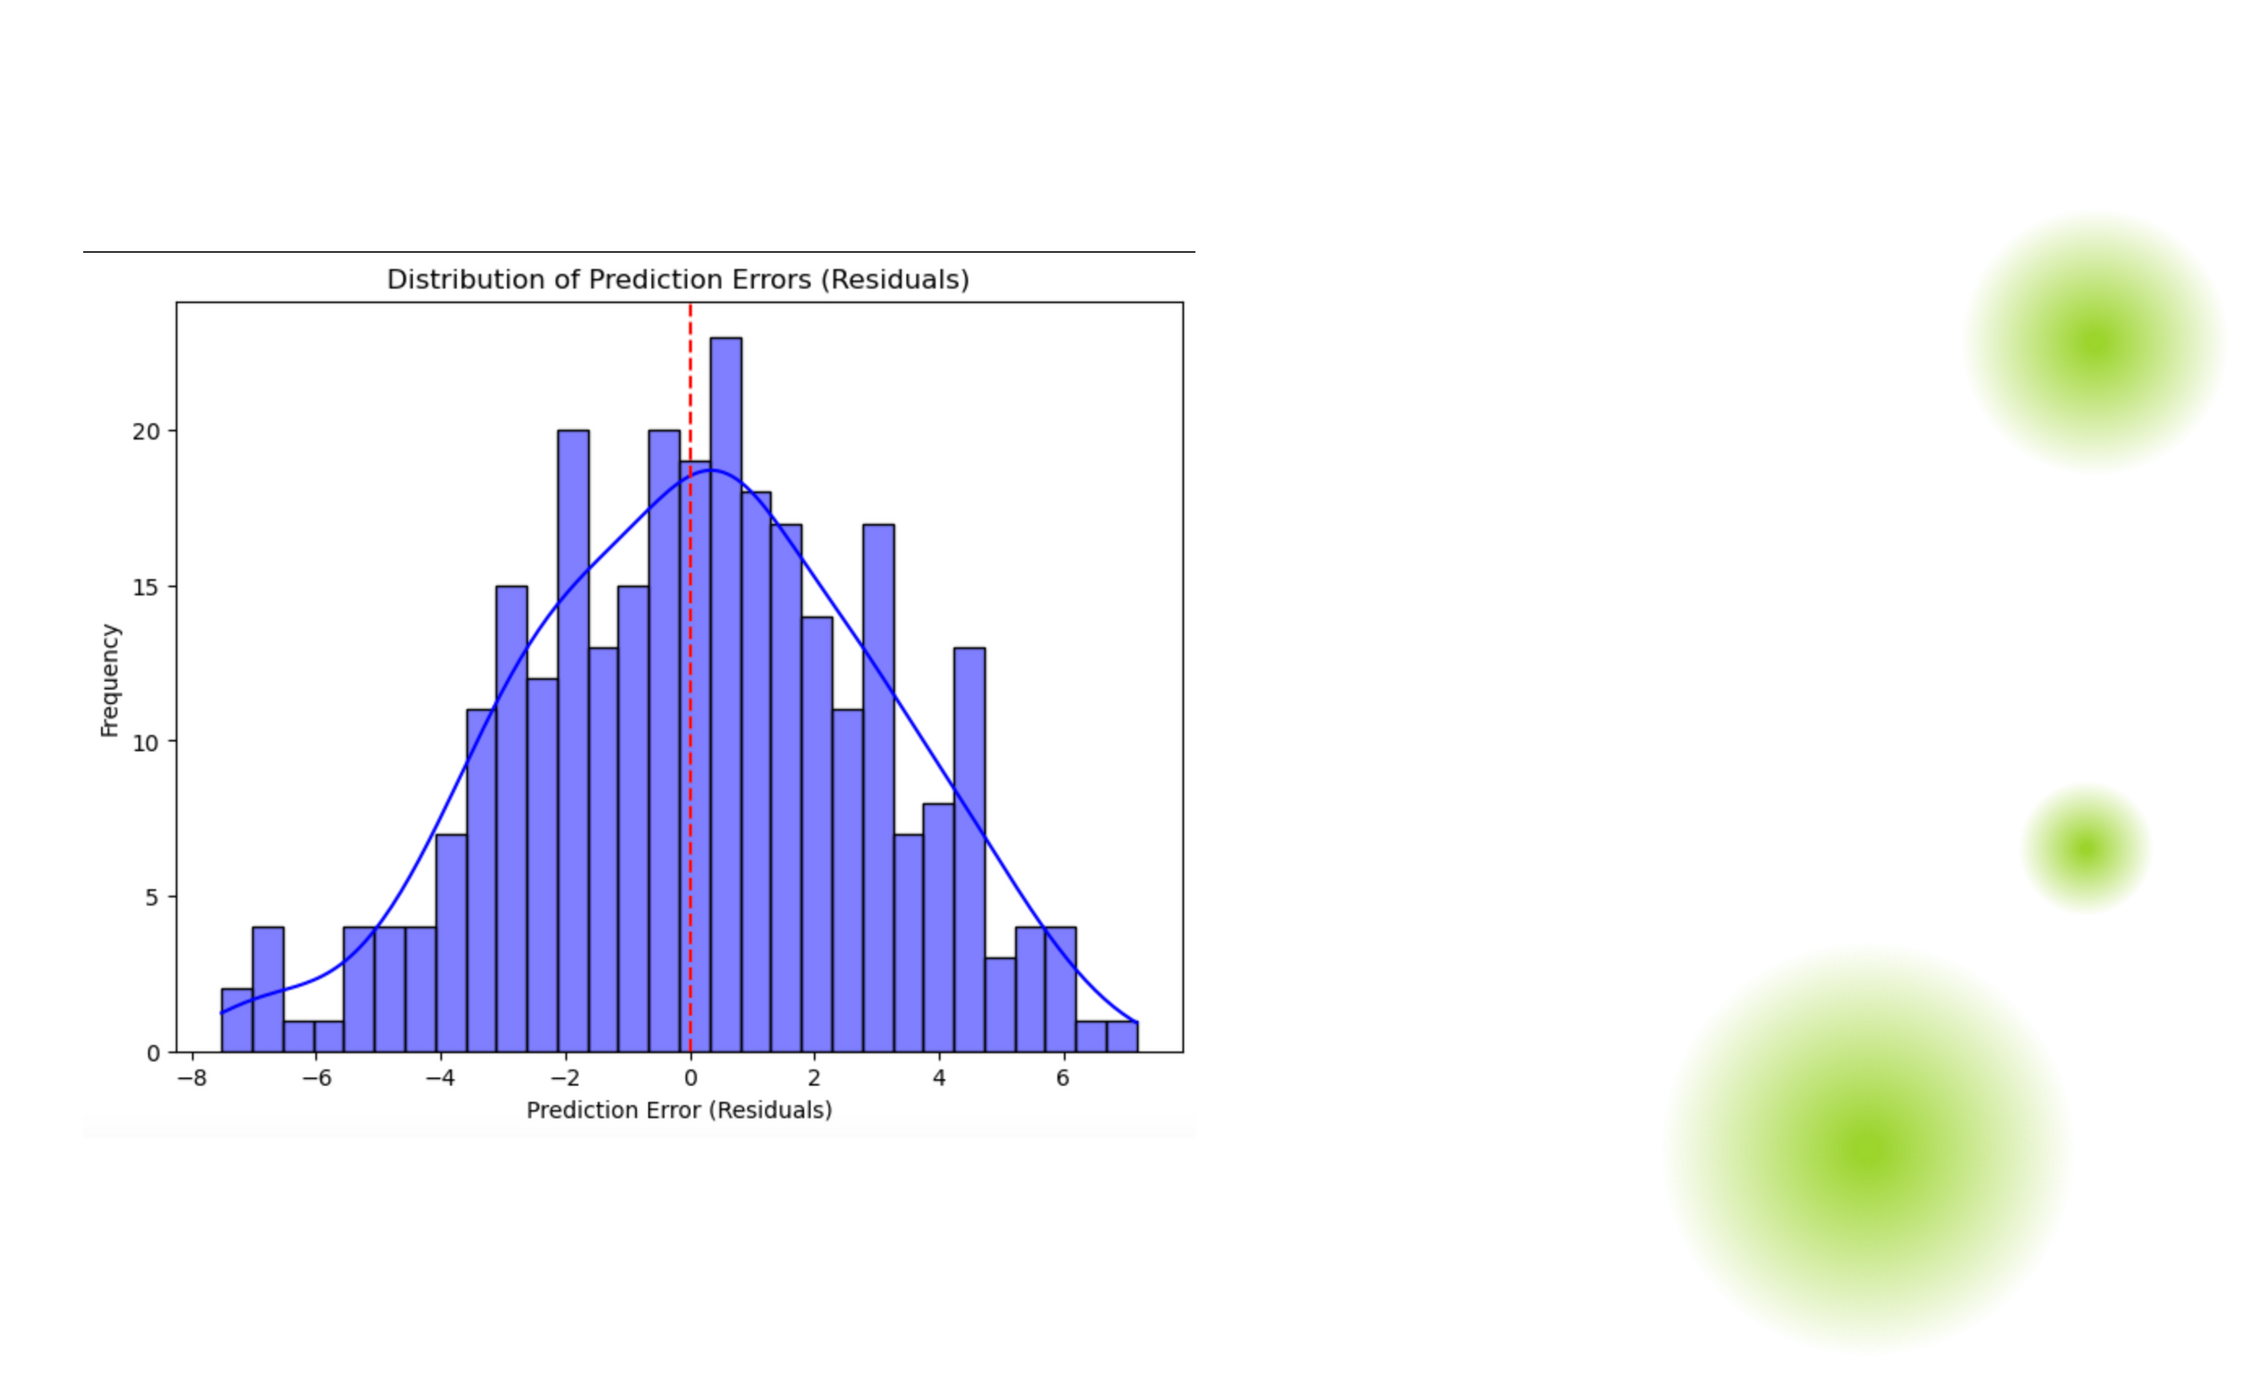 Distribution of Prediction Errors (Residuals)
20
15
10
5
0
Frequency
−8 −6 −4 −2 0 2 4 6
Prediction Error (Residuals)